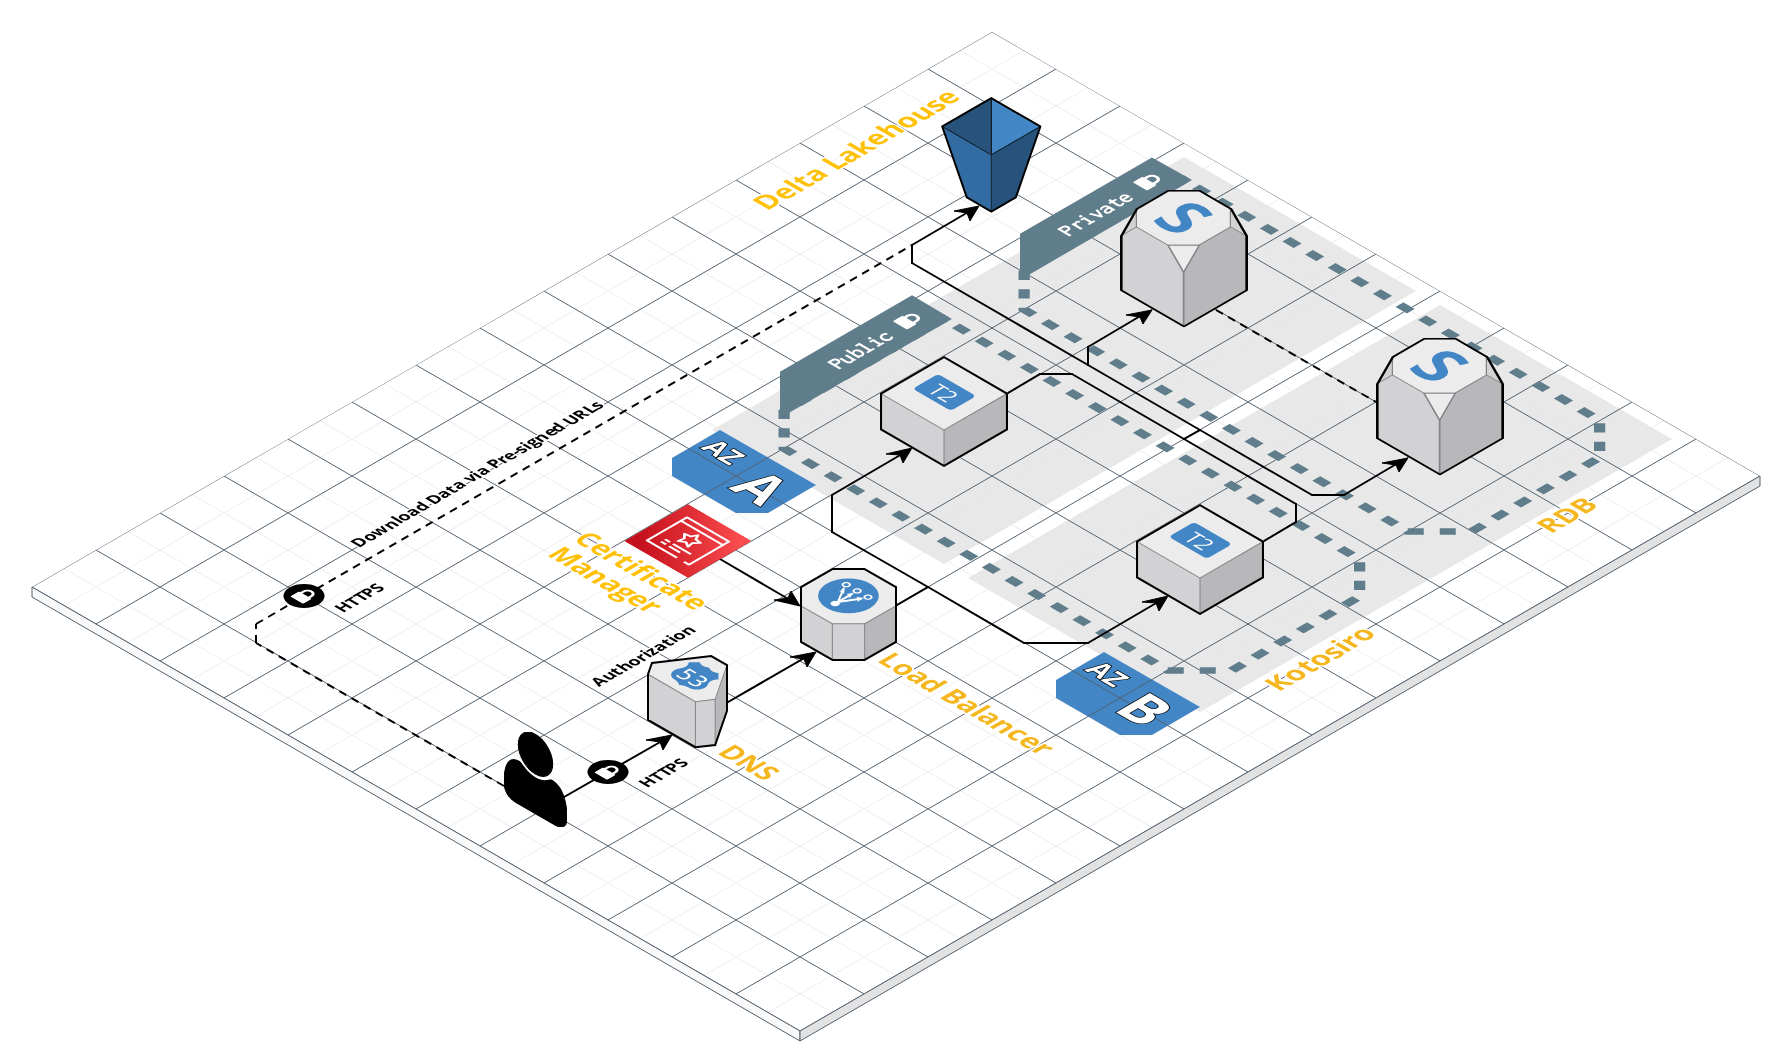 Delta Lakehouse
Private
S
Public
T2
S
Download Data via Pre-signed URLs
AZ
A
RDB
Certificate
Manager
T2
HTTPS
Authorization
53
Load Balancer
Kotosiro
AZ
B
DNS
HTTPS